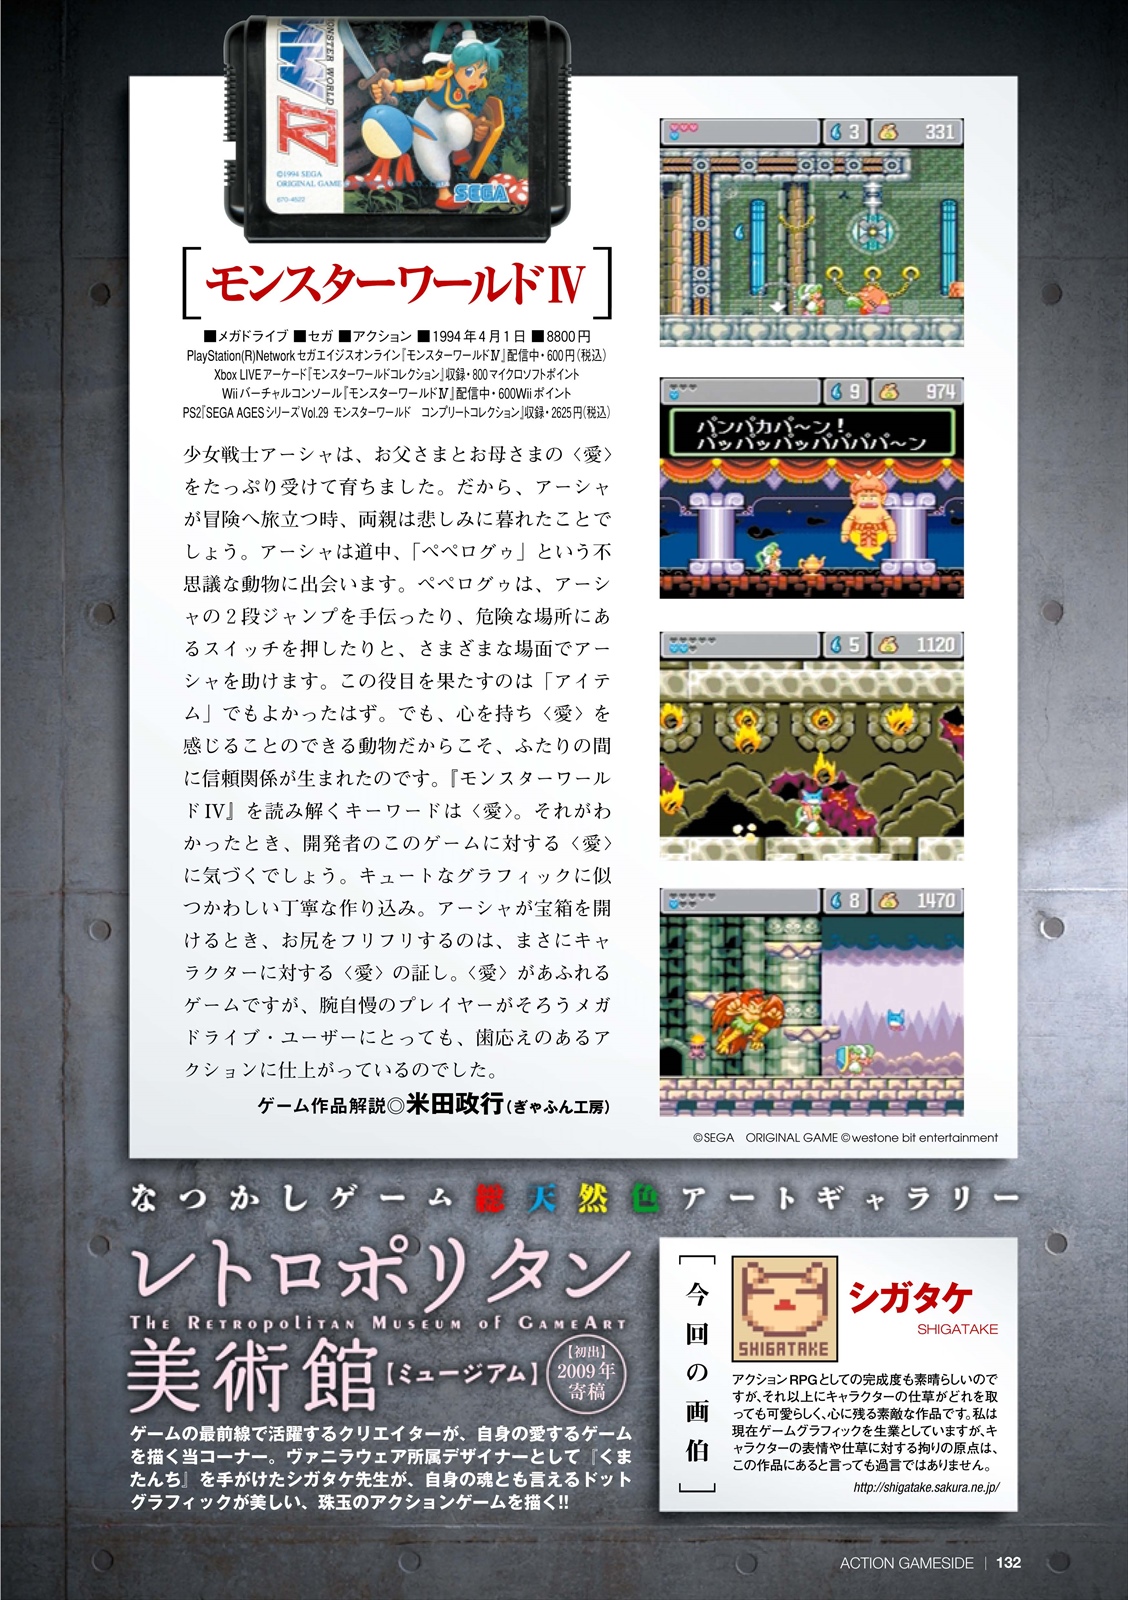 MONSTER WORLD
MW IV
©1994 SEGA
ORIGINAL GAME
670-4522
SEGA
モンスターワールドⅣ
■メガドライブ ■セガ ■アクション ■1994年4月1日 ■8800円
PlayStation(R)Network セガエイジスオンライン『モンスターワールドⅣ』配信中・600円(税込)
Xbox LIVEアーケード『モンスターワールドコレクション』収録・800マイクロソフトポイント
Wiiバーチャルコンソール『モンスターワールドⅣ』配信中・600Wiiポイント
PS2『SEGA AGESシリーズ Vol.29 モンスターワールド コンプリートコレクション』収録・2625円(税込)
少女戦士アーシャは、お父さまとお母さまの〈愛〉
をたっぷり受けて育ちました。だから、アーシャ
が冒険へ旅立つ時、両親は悲しみに暮れたことで
しょう。アーシャは道中、「ペペログゥ」という不
思議な動物に出会います。ペペログゥは、アーシ
ャの2段ジャンプを手伝ったり、危険な場所にあ
るスイッチを押したりと、さまざまな場面でアー
シャを助けます。この役目を果たすのは「アイテ
ム」でもよかったはず。でも、心を持ち〈愛〉を
感じることのできる動物だからこそ、ふたりの間
に信頼関係が生まれたのです。『モンスターワール
ドⅣ』を読み解くキーワードは〈愛〉。それがわ
かったとき、開発者のこのゲームに対する〈愛〉
に気づくでしょう。キュートなグラフィックに似
つかわしい丁寧な作り込み。アーシャが宝箱を開
けるとき、お尻をフリフリするのは、まさにキャ
ラクターに対する〈愛〉の証し。〈愛〉があふれる
ゲームですが、腕自慢のプレイヤーがそろうメガ
ドライブ・ユーザーにとっても、歯応えのあるア
クションに仕上がっているのでした。
ゲーム作品解説◎米田政行(ぎゃふん工房)
3 331
9 974
パンパカパ〜ン!
パッパッパッパパパパ〜ン
5 1120
8 1470
©SEGA ORIGINAL GAME ©westone bit entertainment
なつかしゲーム総天然色アートギャラリー
レトロポリタン
THE RETROPOLITAN MUSEUM OF GAMEART
美術館【ミュージアム】
【初出】
2009年
寄稿
ゲームの最前線で活躍するクリエイターが、自身の愛するゲーム
を描く当コーナー。ヴァニラウェア所属デザイナーとして『くま
たんち』を手がけたシガタケ先生が、自身の魂とも言えるドット
グラフィックが美しい、珠玉のアクションゲームを描く!!
今回の画伯
SHIGATAKE
シガタケ
SHIGATAKE
アクションRPGとしての完成度も素晴らしいので
すが、それ以上にキャラクターの仕草がどれを取
っても可愛らしく、心に残る素敵な作品です。私は
現在ゲームグラフィックを生業としていますが、キ
ャラクターの表情や仕草に対する拘りの原点は、
この作品にあると言っても過言ではありません。
http://shigatake.sakura.ne.jp/
ACTION GAMESIDE | 132